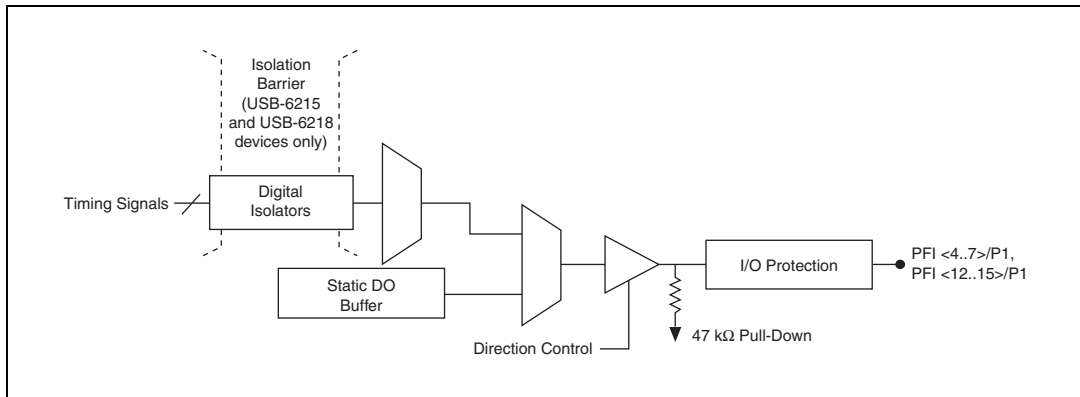 Isolation
Barrier
(USB-6215
and USB-6218
devices only)
Timing Signals
Digital
Isolators
Static DO
Buffer
Direction Control
47 kΩ Pull-Down
I/O Protection
PFI <4..7>/P1,
PFI <12..15>/P1